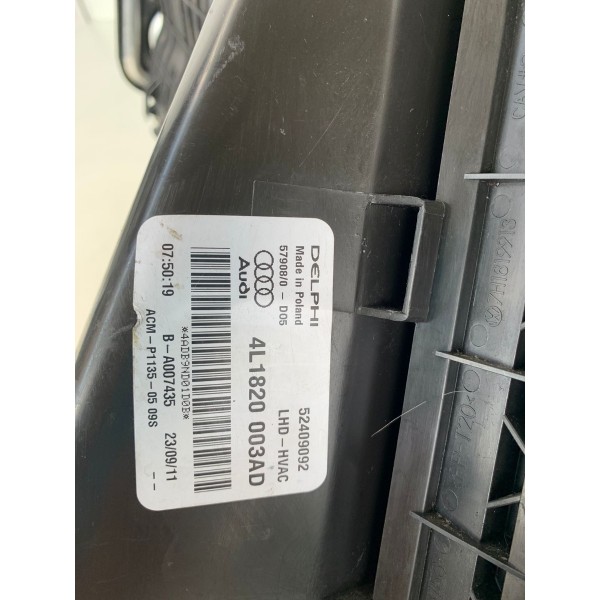 DELPHI
Made in Poland
57908/0 - D05
Audi
52409092
LHD-HVAC
4L1820 003AD
*4ADB9ND01D0B*
07:50:19
B-A007435
23/09/11
ACM-P1135-05 09S
--